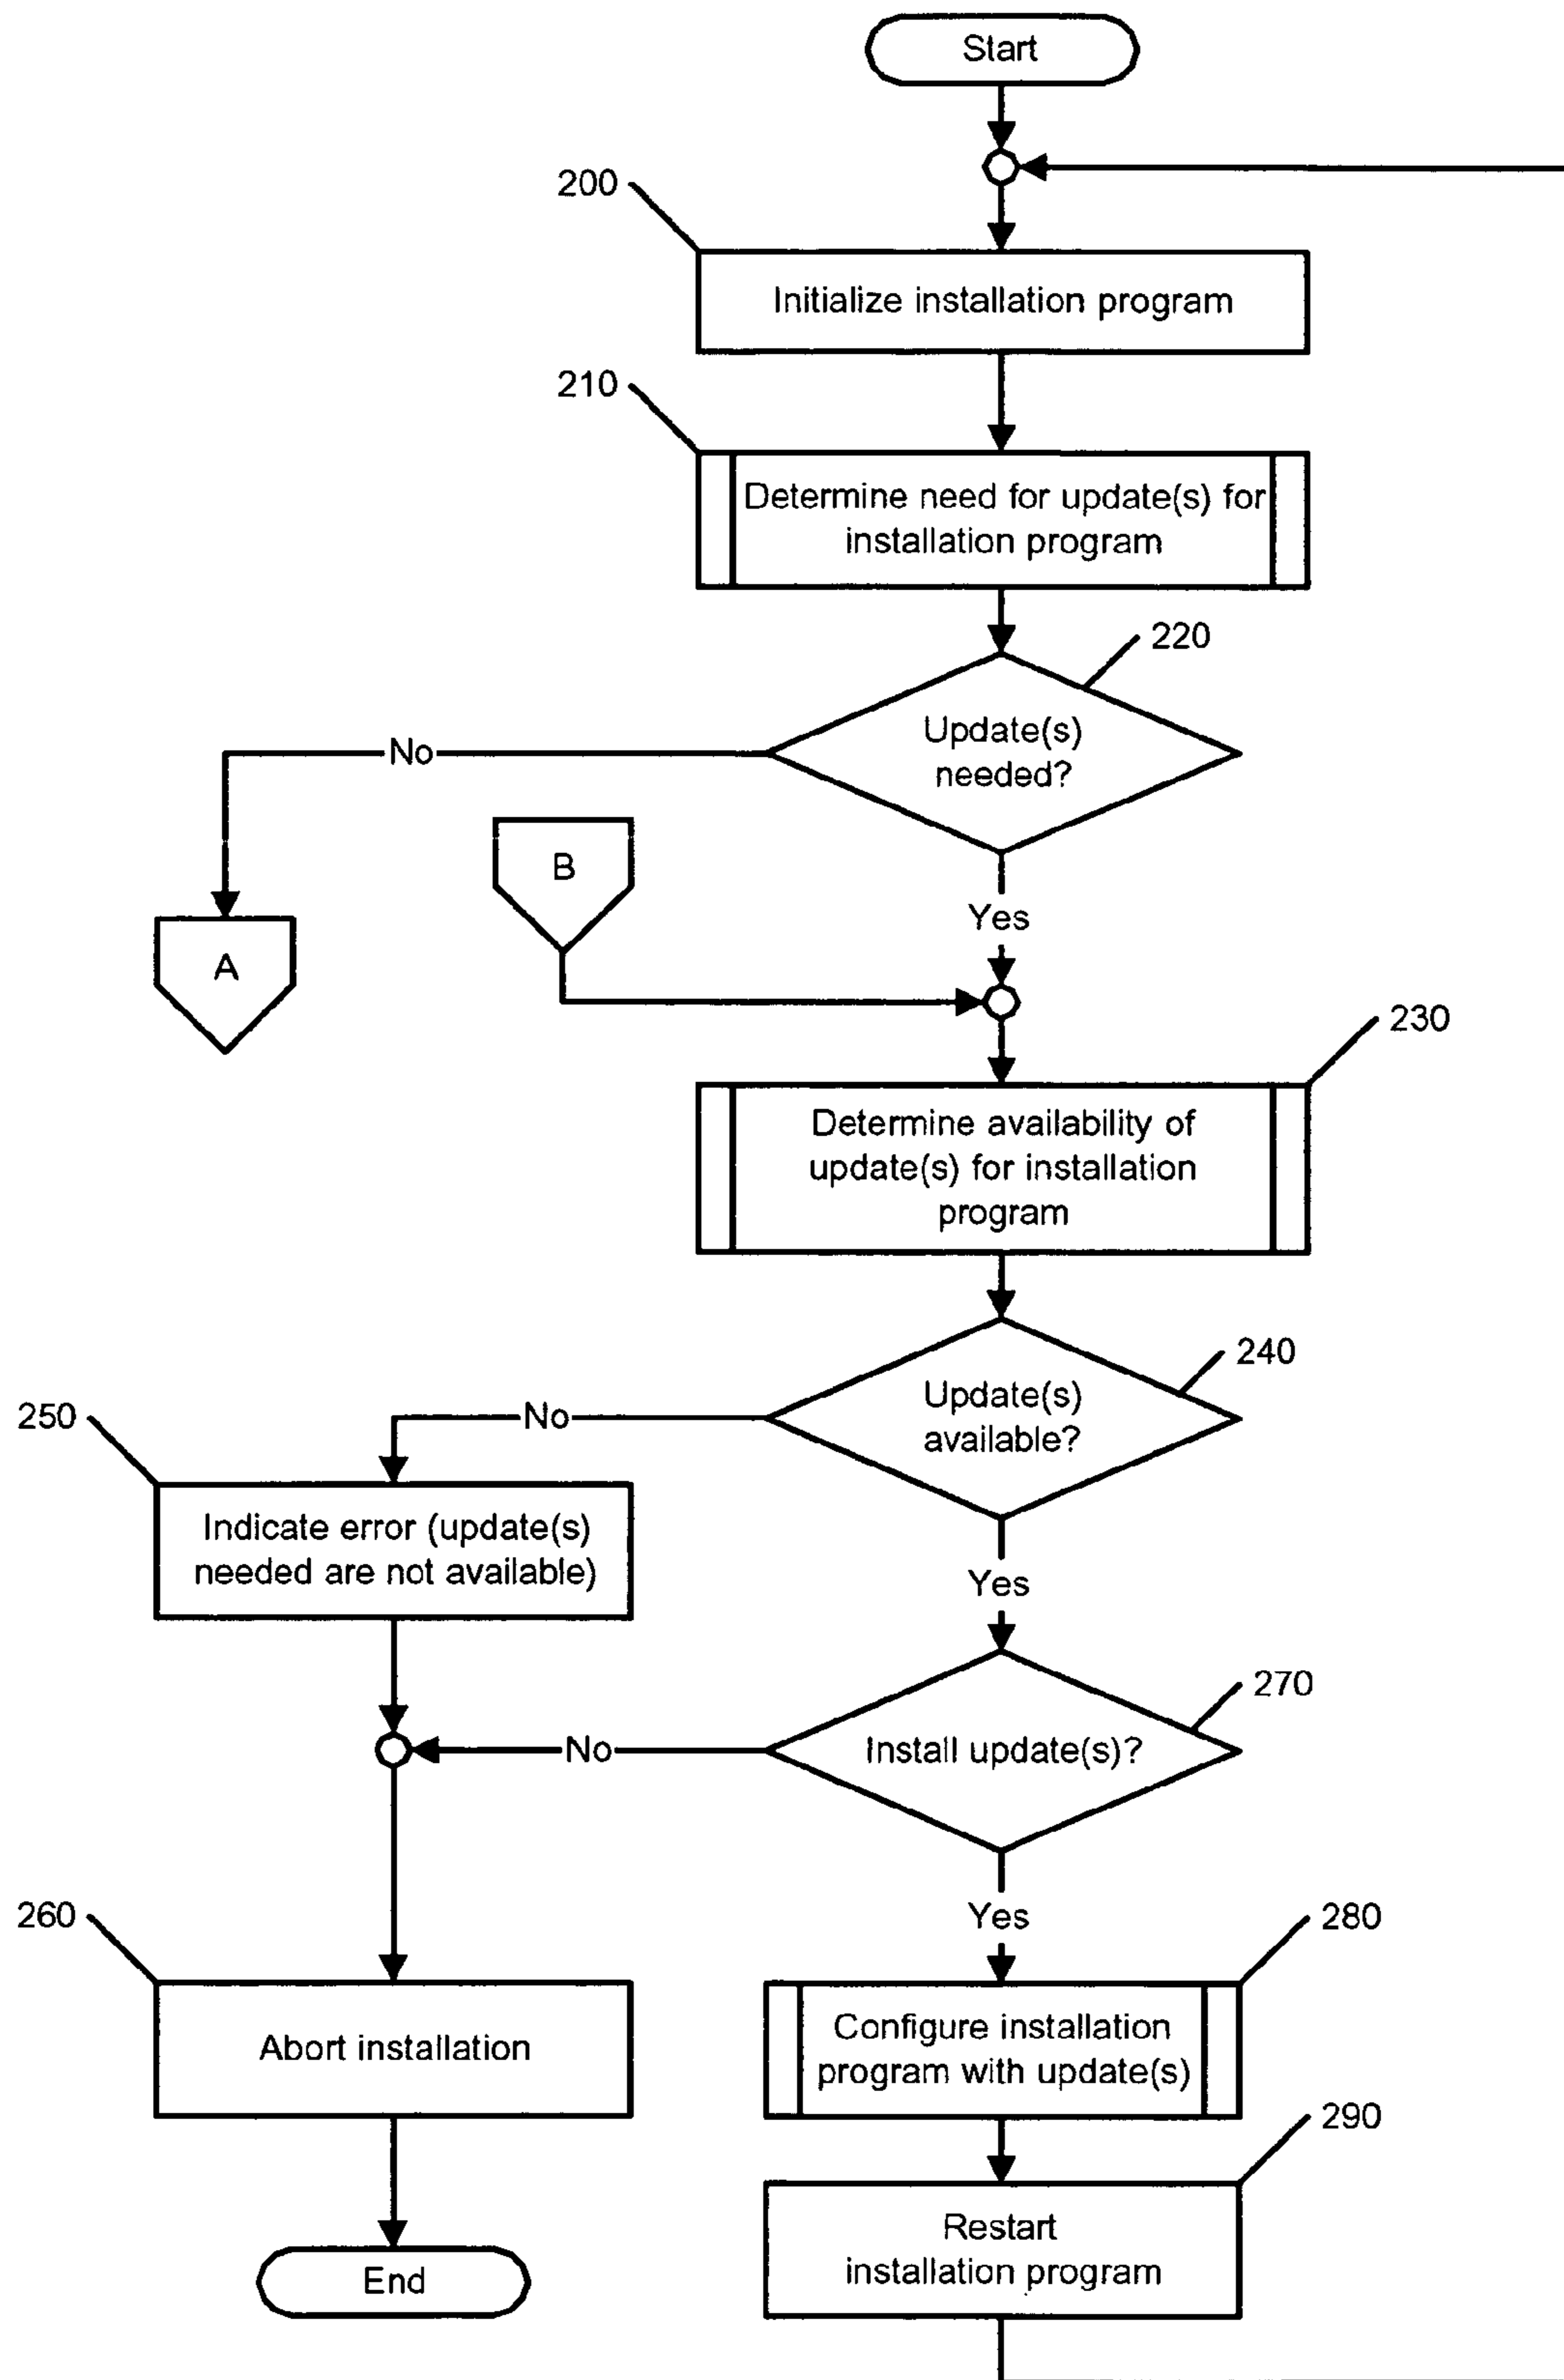 Start
200
Initialize installation program
210
Determine need for update(s) for
installation program
220
Update(s)
needed?
No
B
Yes
A
230
Determine availability of
update(s) for installation
program
240
Update(s)
available?
250
No
Indicate error (update(s)
needed are not available)
Yes
270
Install update(s)?
No
260
Yes
280
Configure installation
program with update(s)
Abort installation
290
Restart
installation program
End